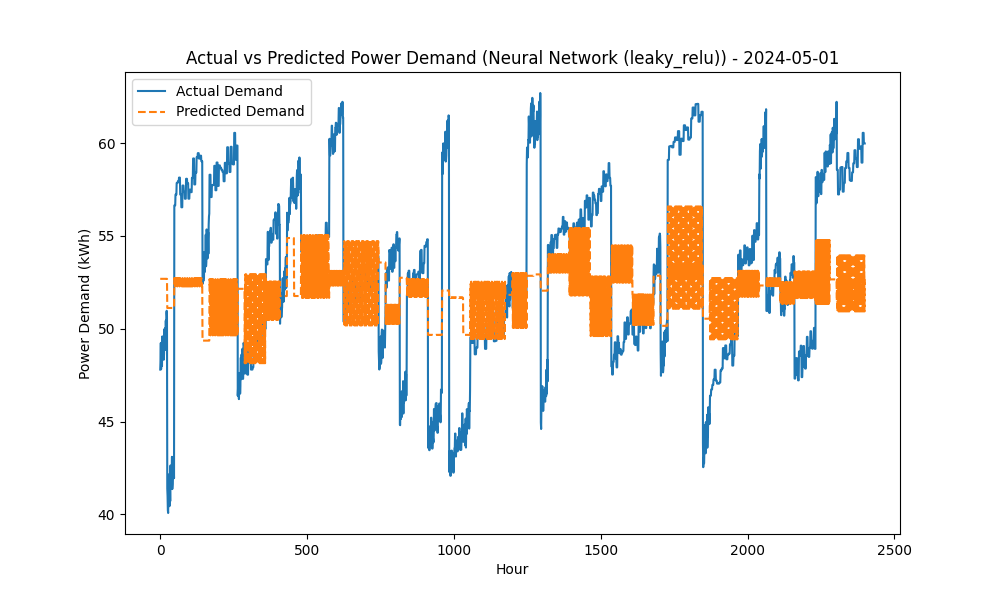 Actual vs Predicted Power Demand (Neural Network (leaky_relu)) - 2024-05-01
Actual Demand
Predicted Demand
Power Demand (kWh)
60
55
50
45
40
0
500
1000
1500
2000
2500
Hour